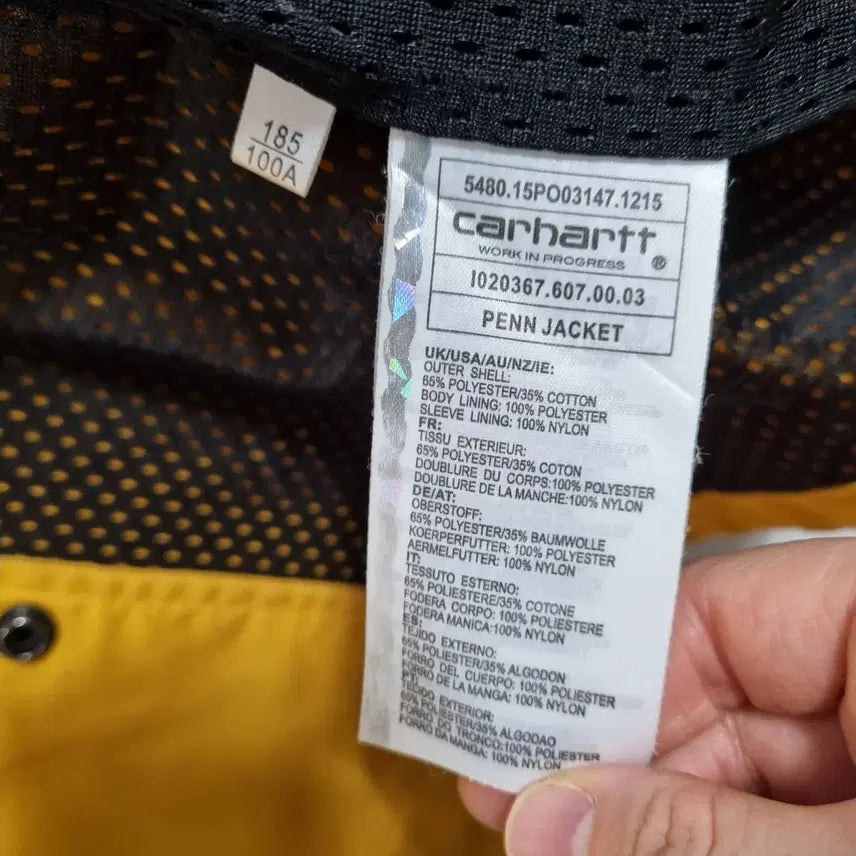 185
100A
5480.15PO03147.1215
carhartt
WORK IN PROGRESS ®
I020367.607.00.03
PENN JACKET
UK/USA/AU/NZ/IE:
OUTER SHELL:
65% POLYESTER/35% COTTON
BODY LINING: 100% POLYESTER
SLEEVE LINING: 100% NYLON
FR:
TISSU EXTERIEUR:
65% POLYESTER/35% COTON
DOUBLURE DU CORPS:100% POLYESTER
DOUBLURE DE LA MANCHE:100% NYLON
DE/AT:
OBERSTOFF:
65% POLYESTER/35% BAUMWOLLE
KOERPERFUTTER: 100% POLYESTER
AERMELFUTTER: 100% NYLON
IT:
TESSUTO ESTERNO:
65% POLIESTERE/35% COTONE
FODERA CORPO: 100% POLIESTERE
FODERA MANICA:100% NYLON
ES:
TEJIDO EXTERNO:
65% POLIESTER/35% ALGODON
FORRO DEL CUERPO: 100% POLIESTER
FORRO DE LA MANGA: 100% NYLON
PT:
TECIDO EXTERIOR:
65% POLIESTER/35% ALGODAO
FORRO DO TRONCO:100% POLIESTER
FORRO DA MANGA: 100% NYLON